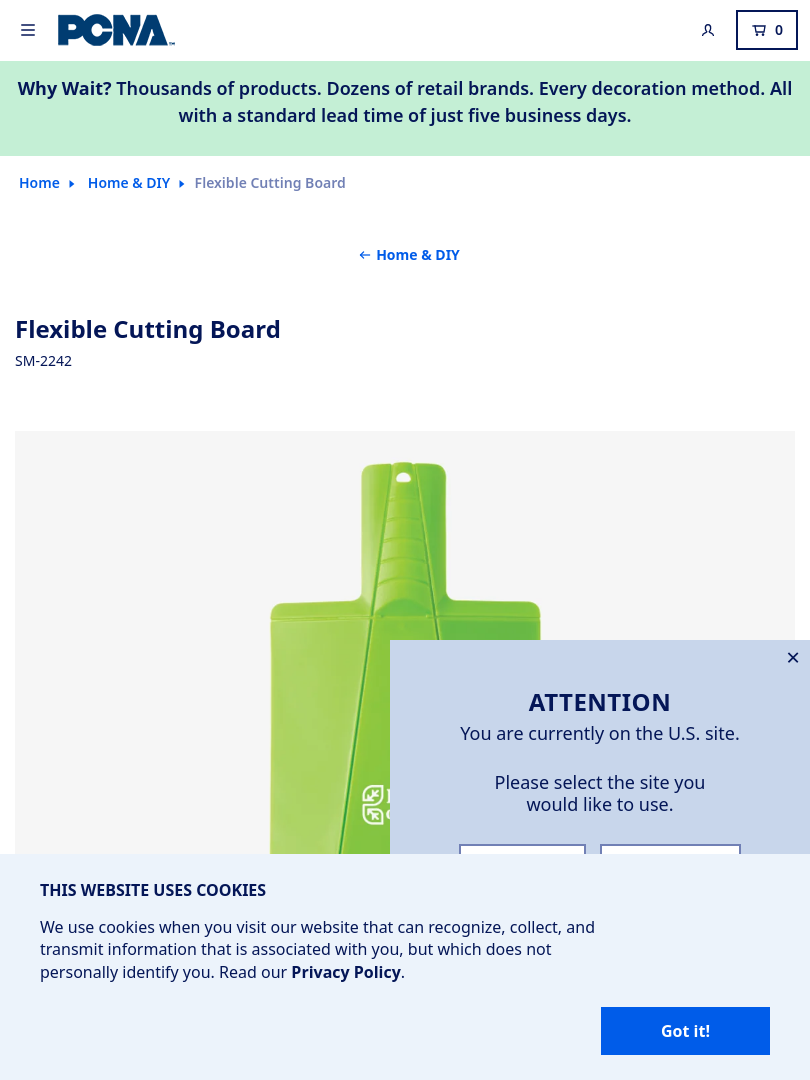 PCNA
0
Why Wait? Thousands of products. Dozens of retail brands. Every decoration method. All
with a standard lead time of just five business days.
Home Home & DIY Flexible Cutting Board
Home & DIY
Flexible Cutting Board
SM-2242
ATTENTION
You are currently on the U.S. site.
Please select the site you
would like to use.
THIS WEBSITE USES COOKIES
We use cookies when you visit our website that can recognize, collect, and
transmit information that is associated with you, but which does not
personally identify you. Read our Privacy Policy.
Got it!